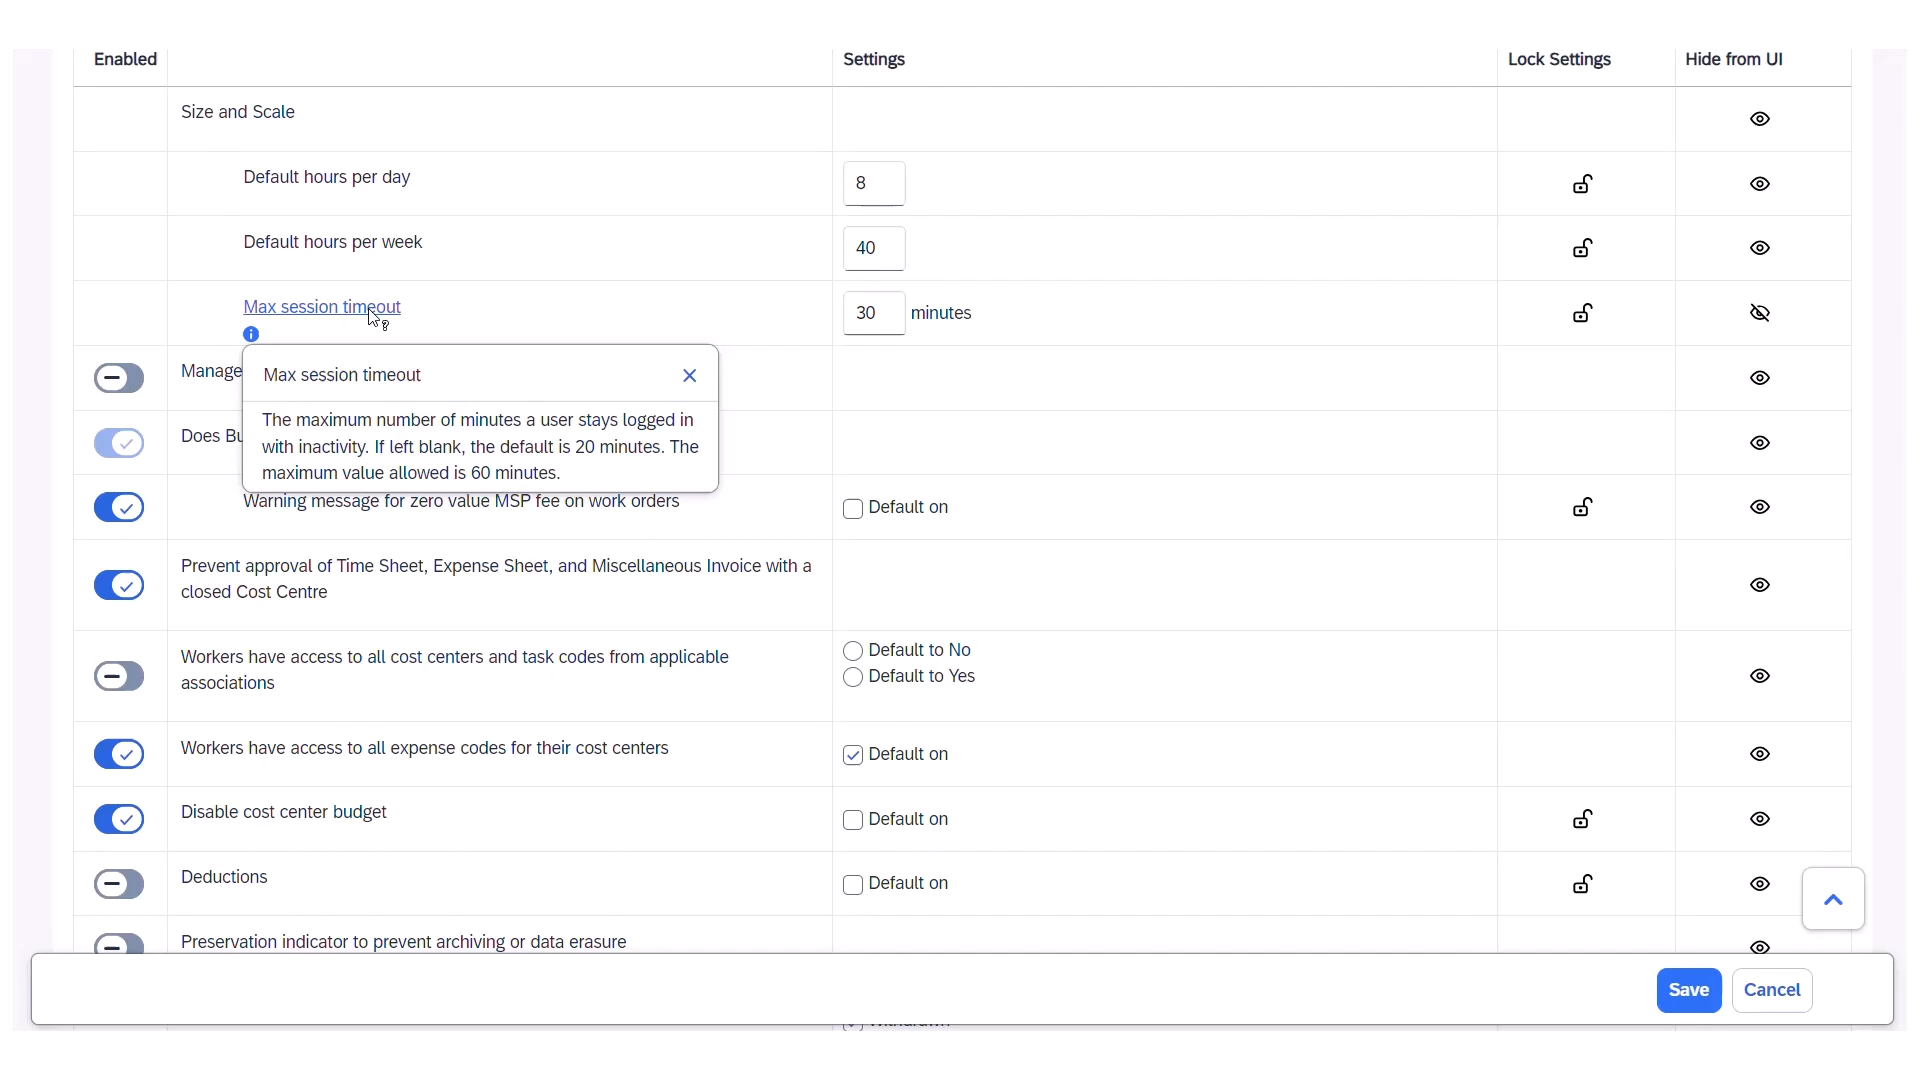 Enabled Settings Lock Settings Hide from UI
Size and Scale
Default hours per day 8
Default hours per week 40
Max session timeout 30 minutes
Manage
Max session timeout
The maximum number of minutes a user stays logged in
with inactivity. If left blank, the default is 20 minutes. The
maximum value allowed is 60 minutes.
Does Bu
Warning message for zero value MSP fee on work orders Default on
Prevent approval of Time Sheet, Expense Sheet, and Miscellaneous Invoice with a
closed Cost Centre
Workers have access to all cost centers and task codes from applicable
associations
Default to No
Default to Yes
Workers have access to all expense codes for their cost centers Default on
Disable cost center budget Default on
Deductions Default on
Preservation indicator to prevent archiving or data erasure
Save Cancel